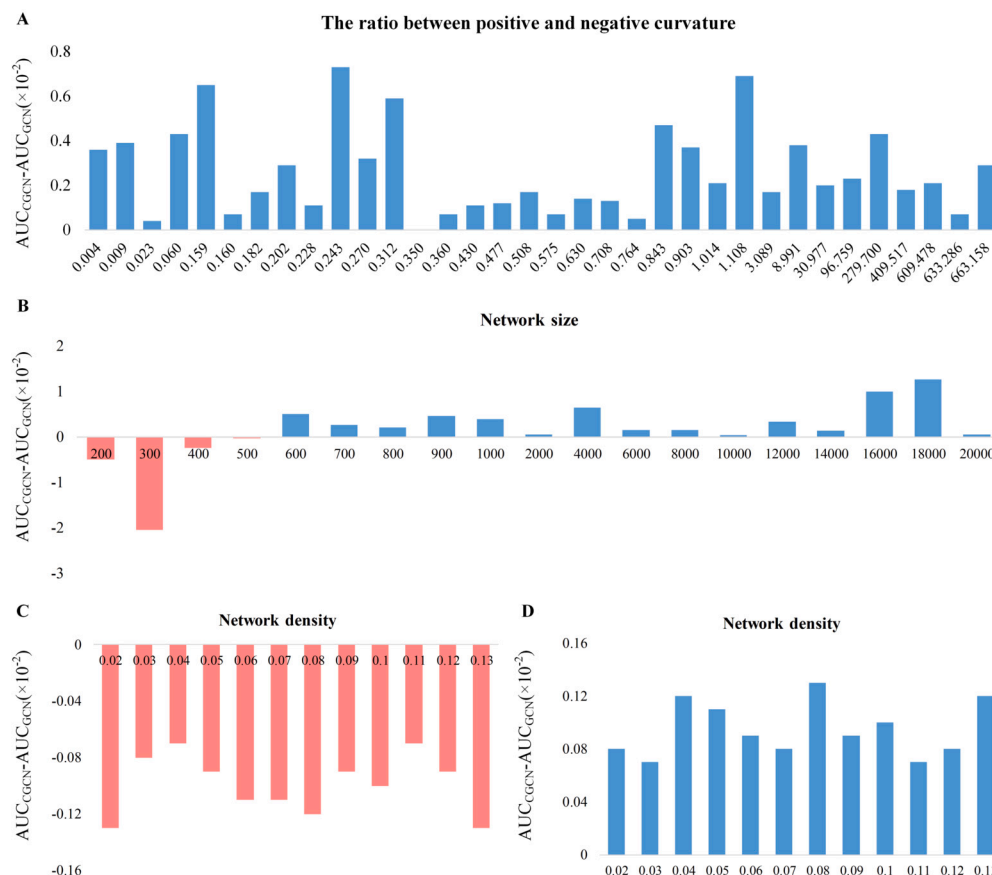 A
The ratio between positive and negative curvature
AUC_CGCN-AUC_GCN(×10^-2)
0.8
0.6
0.4
0.2
0
0.004 0.009 0.023 0.060 0.159 0.160 0.182 0.202 0.228 0.243 0.270 0.312 0.350 0.360 0.430 0.477 0.508 0.575 0.630 0.708 0.764 0.843 0.903 1.014 1.108 3.089 8.991 30.977 96.759 279.700 409.517 609.478 633.286 663.158
B
Network size
AUC_CGCN-AUC_GCN(×10^-2)
2
1
0
-1
-2
-3
200 300 400 500 600 700 800 900 1000 2000 4000 6000 8000 10000 12000 14000 16000 18000 20000
C
Network density
AUC_CGCN-AUC_GCN(×10^-2)
0
-0.04
-0.08
-0.12
-0.16
0.02 0.03 0.04 0.05 0.06 0.07 0.08 0.09 0.1 0.11 0.12 0.13
D
Network density
AUC_CGCN-AUC_GCN(×10^-2)
0.16
0.12
0.08
0.04
0
0.02 0.03 0.04 0.05 0.06 0.07 0.08 0.09 0.1 0.11 0.12